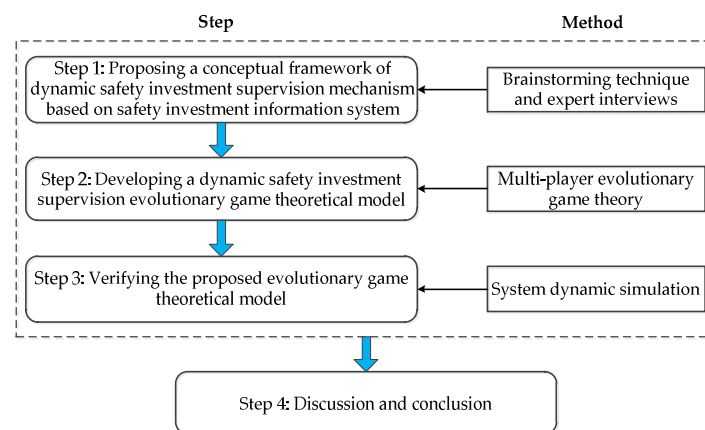 Step
Method
Step 1: Proposing a conceptual framework of
dynamic safety investment supervision mechanism
based on safety investment information system
Brainstorming technique
and expert interviews
Step 2: Developing a dynamic safety investment
supervision evolutionary game theoretical model
Multi-player evolutionary
game theory
Step 3: Verifying the proposed evolutionary game
theoretical model
System dynamic simulation
Step 4: Discussion and conclusion